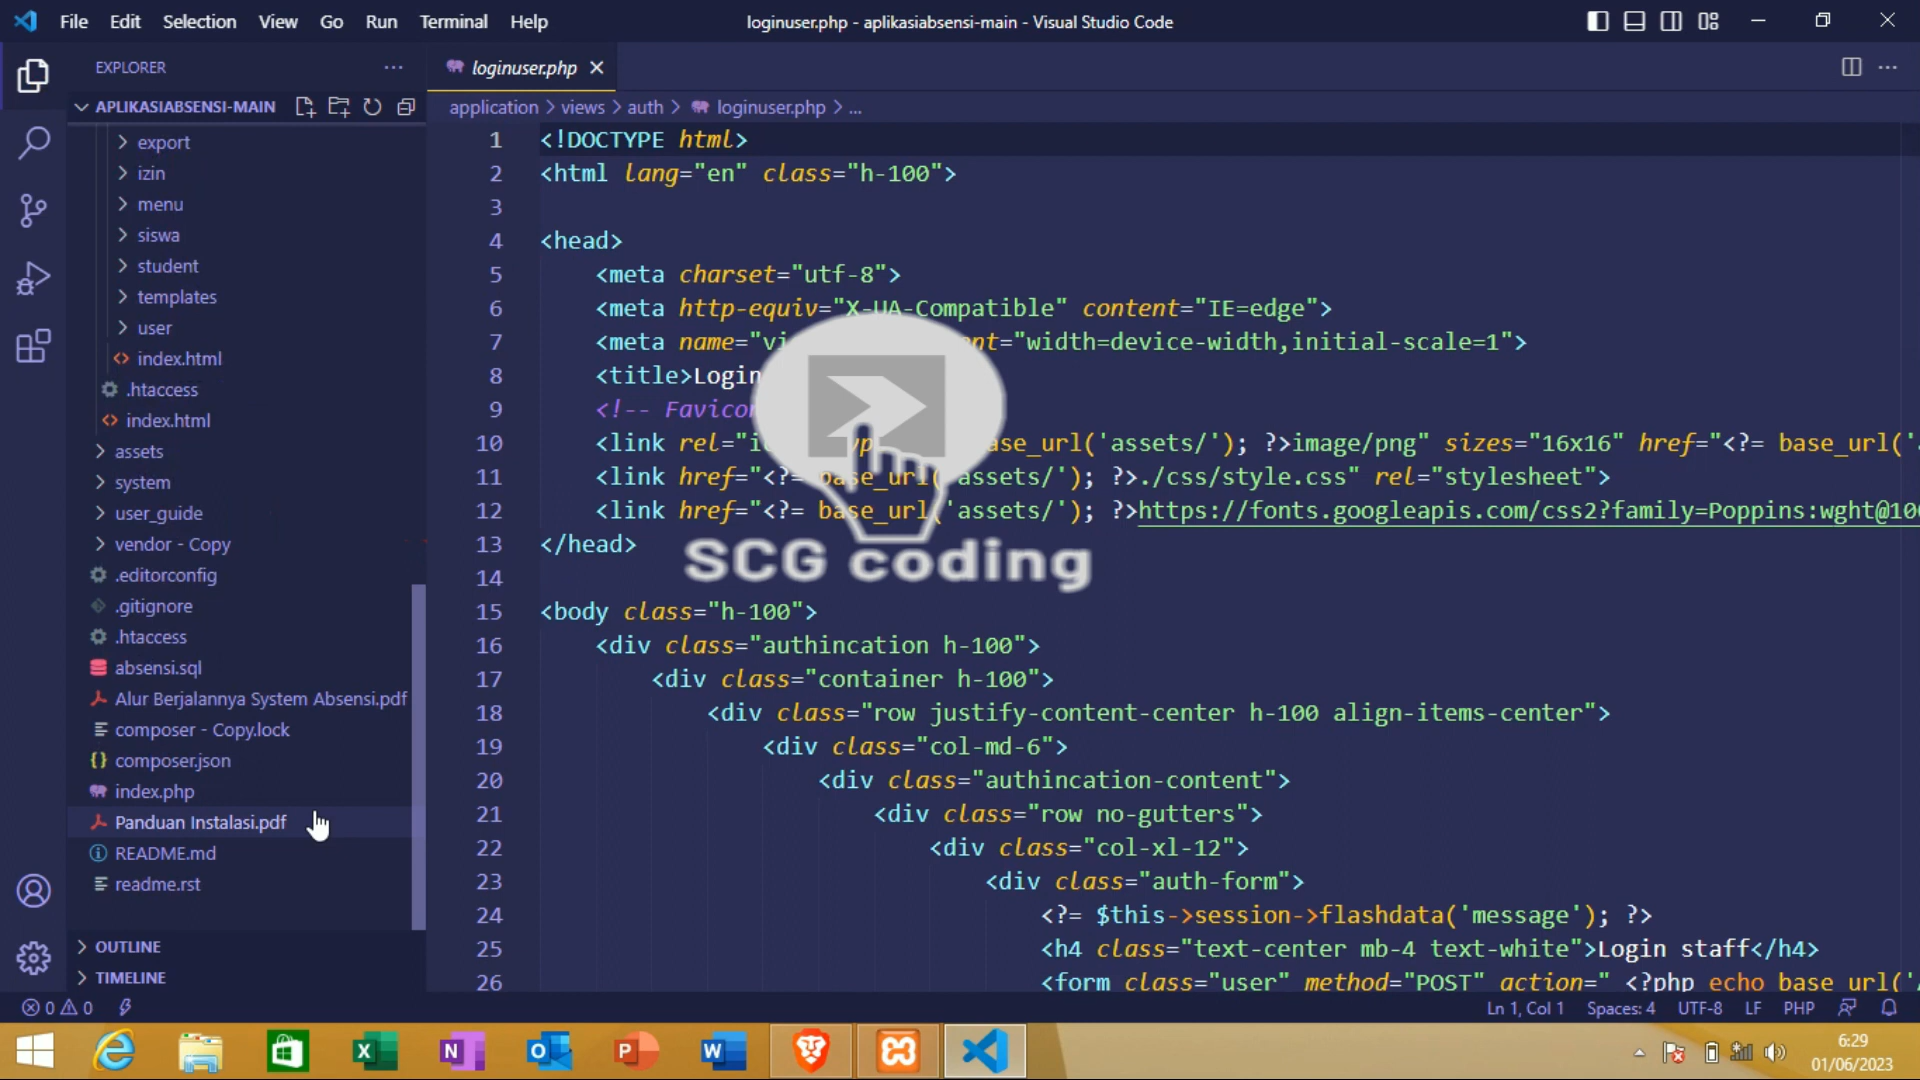 File Edit Selection View Go Run Terminal Help
loginuser.php - aplikasiabsensi-main - Visual Studio Code
EXPLORER
APLIKASIABSENSI-MAIN
export
izin
menu
siswa
student
templates
user
index.html
.htaccess
index.html
assets
system
user_guide
vendor - Copy
.editorconfig
.gitignore
.htaccess
absensi.sql
Alur Berjalannya System Absensi.pdf
composer - Copy.lock
composer.json
index.php
Panduan Instalasi.pdf
README.md
readme.rst
OUTLINE
TIMELINE
loginuser.php
application > views > auth > loginuser.php > ...
1 <!DOCTYPE html>
2 <html lang="en" class="h-100">
3
4 <head>
5 <meta charset="utf-8">
6 <meta http-equiv="X-UA-Compatible" content="IE=edge">
7 <meta name="vi nt="width=device-width,initial-scale=1">
8 <title>Login
9 <!-- Favicon
10 <link rel="i yp ase_url('assets/'); ?>image/png" sizes="16x16" href="<?= base_url('
11 <link href="<?= base_url('assets/'); ?>./css/style.css" rel="stylesheet">
12 <link href="<?= base_url('assets/'); ?>https://fonts.googleapis.com/css2?family=Poppins:wght@10
13 </head>
14
15 <body class="h-100">
16 <div class="authincation h-100">
17 <div class="container h-100">
18 <div class="row justify-content-center h-100 align-items-center">
19 <div class="col-md-6">
20 <div class="authincation-content">
21 <div class="row no-gutters">
22 <div class="col-xl-12">
23 <div class="auth-form">
24 <?= $this->session->flashdata('message'); ?>
25 <h4 class="text-center mb-4 text-white">Login staff</h4>
26 <form class="user" method="POST" action=" <?php echo base_url('
SCG coding
0 0
Ln 1, Col 1 Spaces: 4 UTF-8 LF PHP
6:29
01/06/2023